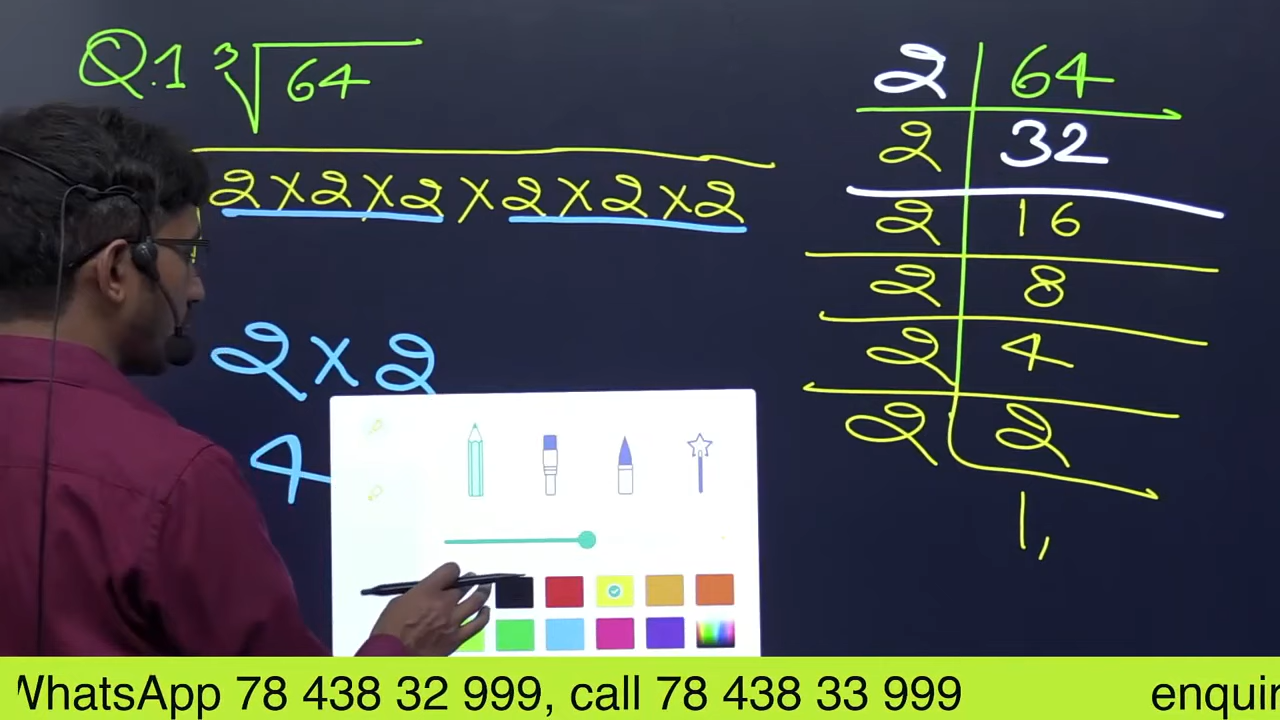 Q.1 ∛64
2×2×2×2×2×2
2×2
4
2 | 64
2 | 32
2 | 16
2 | 8
2 | 4
2 | 2
1,
WhatsApp 78 438 32 999, call 78 438 33 999